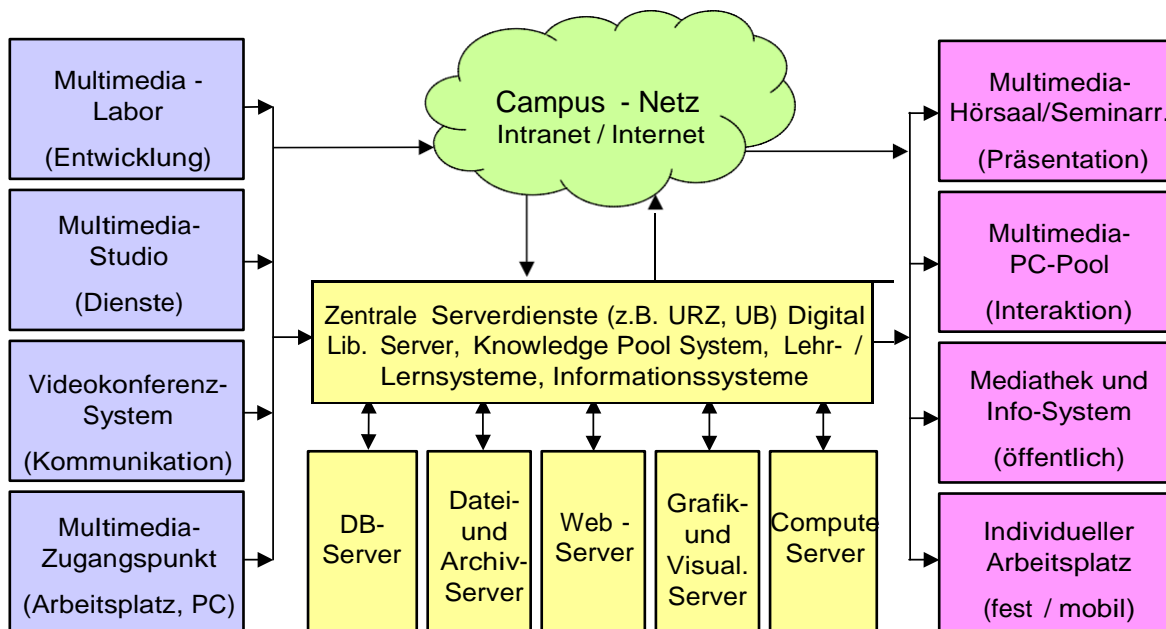 Multimedia -
Labor
(Entwicklung)
Multimedia-
Studio
(Dienste)
Videokonferenz-
System
(Kommunikation)
Multimedia-
Zugangspunkt
(Arbeitsplatz, PC)
Campus - Netz
Intranet / Internet
Zentrale Serverdienste (z.B. URZ, UB) Digital
Lib. Server, Knowledge Pool System, Lehr- /
Lernsysteme, Informationssysteme
DB-
Server
Datei-
und
Archiv-
Server
Web -
Server
Grafik-
und
Visual.
Server
Compute
Server
Multimedia-
Hörsaal/Seminarr.
(Präsentation)
Multimedia-
PC-Pool
(Interaktion)
Mediathek und
Info-System
(öffentlich)
Individueller
Arbeitsplatz
(fest / mobil)